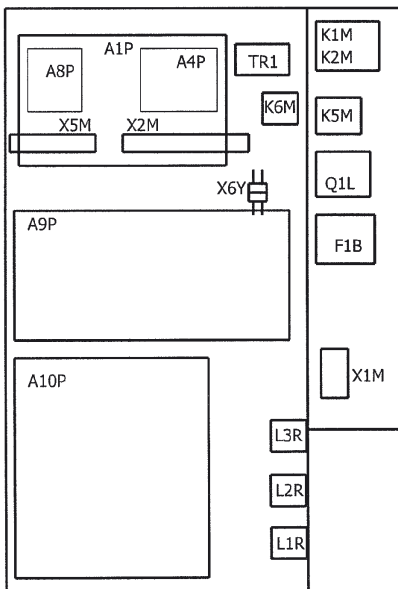 A1P
A8P
A4P
TR1
K1M
K2M
X5M
X2M
K6M
K5M
X6Y
Q1L
A9P
F1B
A10P
X1M
L3R
L2R
L1R